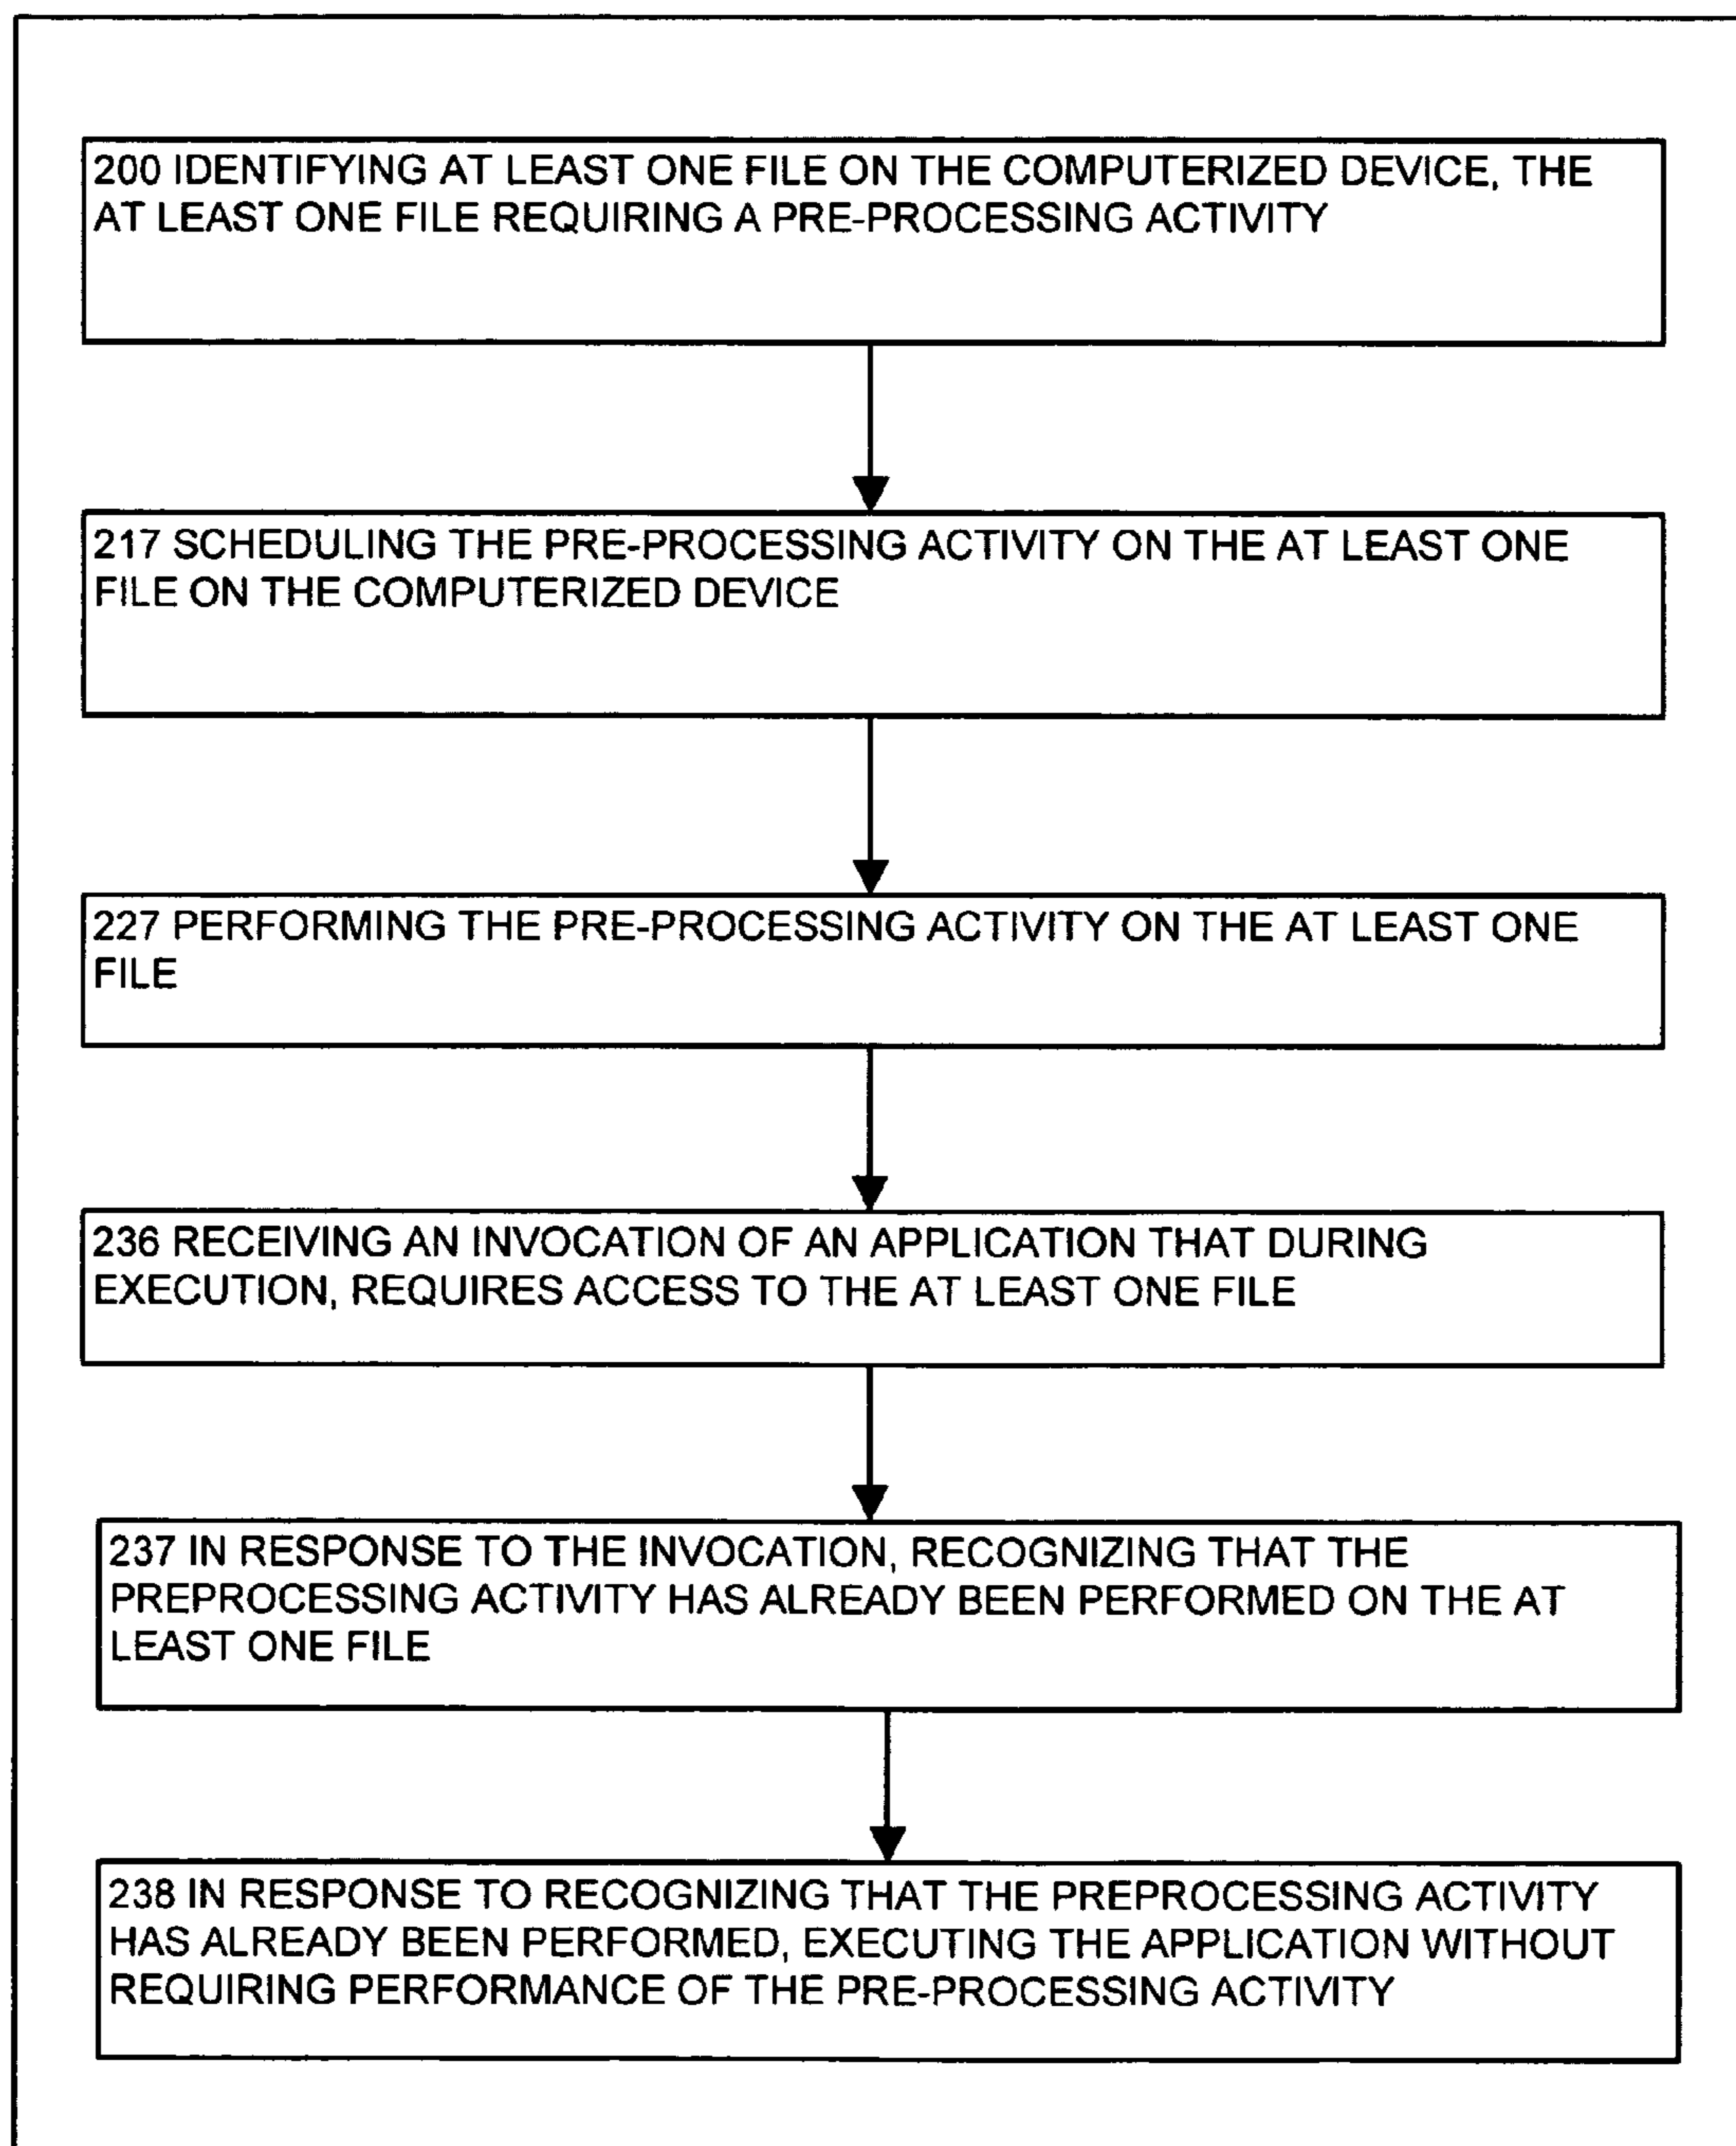 200 IDENTIFYING AT LEAST ONE FILE ON THE COMPUTERIZED DEVICE, THE
AT LEAST ONE FILE REQUIRING A PRE-PROCESSING ACTIVITY
217 SCHEDULING THE PRE-PROCESSING ACTIVITY ON THE AT LEAST ONE
FILE ON THE COMPUTERIZED DEVICE
227 PERFORMING THE PRE-PROCESSING ACTIVITY ON THE AT LEAST ONE
FILE
236 RECEIVING AN INVOCATION OF AN APPLICATION THAT DURING
EXECUTION, REQUIRES ACCESS TO THE AT LEAST ONE FILE
237 IN RESPONSE TO THE INVOCATION, RECOGNIZING THAT THE
PREPROCESSING ACTIVITY HAS ALREADY BEEN PERFORMED ON THE AT
LEAST ONE FILE
238 IN RESPONSE TO RECOGNIZING THAT THE PREPROCESSING ACTIVITY
HAS ALREADY BEEN PERFORMED, EXECUTING THE APPLICATION WITHOUT
REQUIRING PERFORMANCE OF THE PRE-PROCESSING ACTIVITY